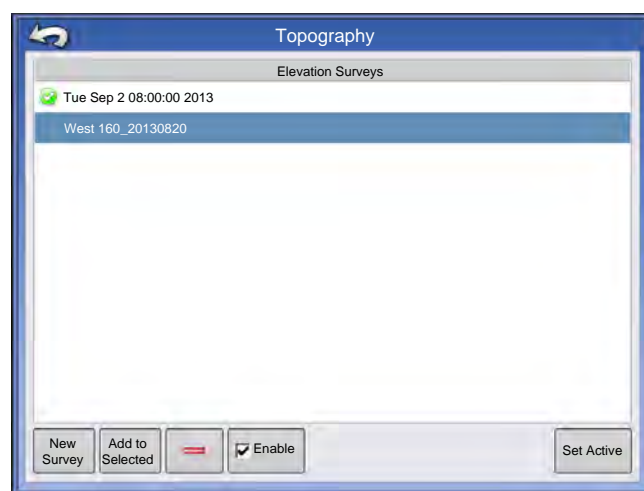 Topography
Elevation Surveys
Tue Sep 2 08:00:00 2013
West 160_20130820
New
Survey
Add to
Selected
Enable
Set Active